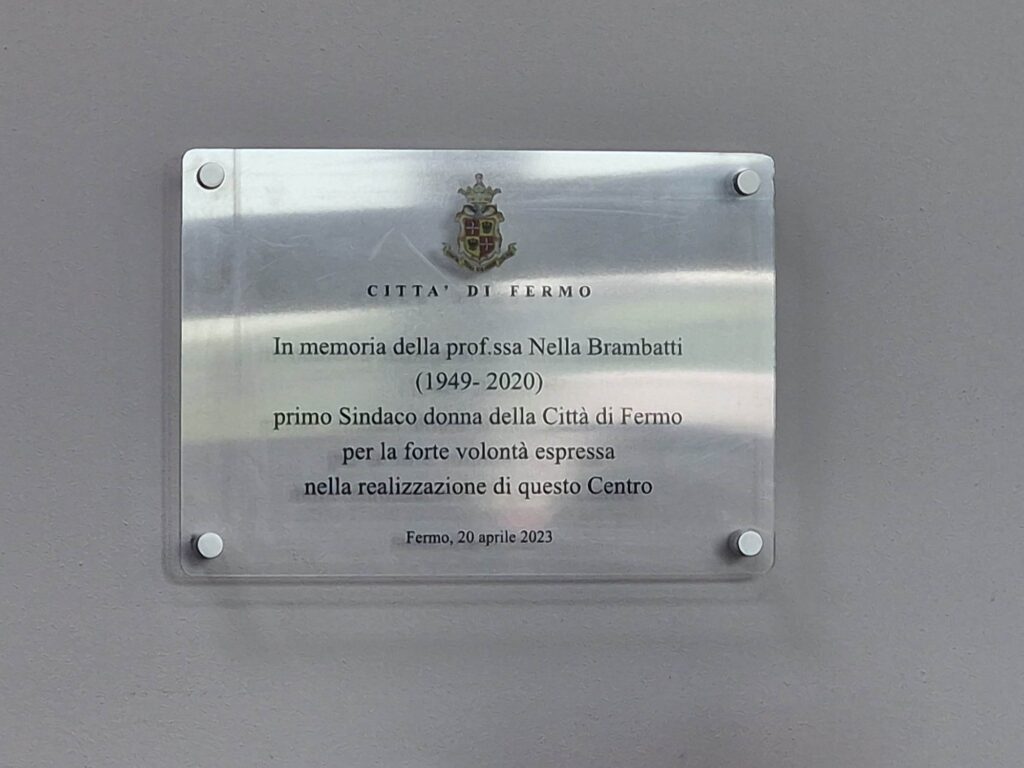 CITTA' DI FERMO
In memoria della prof.ssa Nella Brambatti
(1949- 2020)
primo Sindaco donna della Città di Fermo
per la forte volontà espressa
nella realizzazione di questo Centro
Fermo, 20 aprile 2023